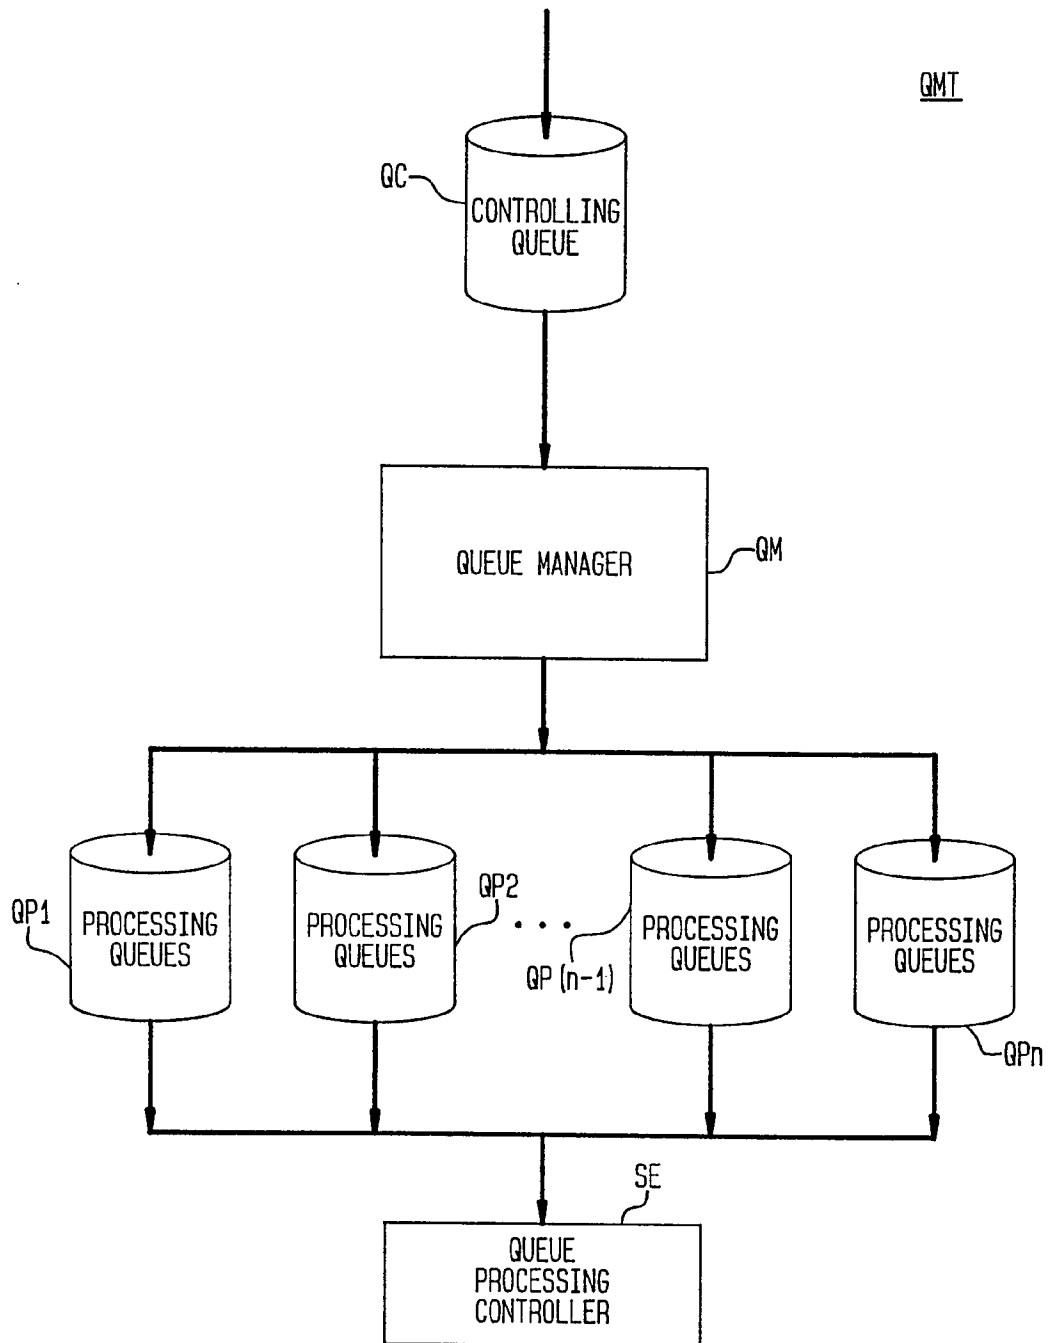 QMT
QC
CONTROLLING
QUEUE
QUEUE MANAGER
QM
QP1
PROCESSING
QUEUES
PROCESSING
QUEUES
QP2
. . .
QP (n-1)
PROCESSING
QUEUES
PROCESSING
QUEUES
QPn
SE
QUEUE
PROCESSING
CONTROLLER